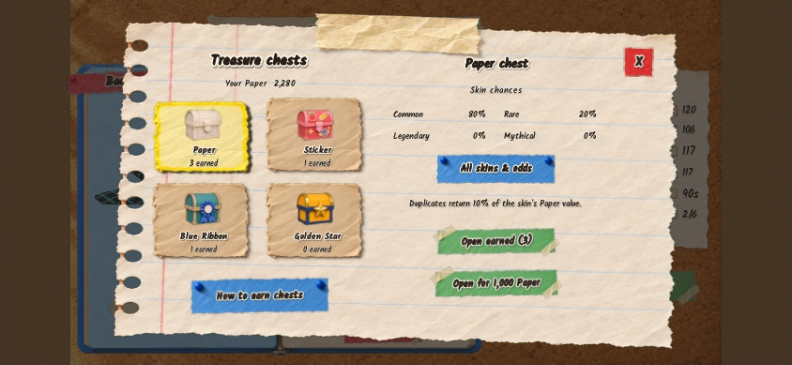 Treasure chests
Your Paper 2,280
Paper
3 earned
Sticker
1 earned
Blue Ribbon
1 earned
Golden Star
0 earned
How to earn chests
Paper chest
X
Skin chances
Common 80% Rare 20%
Legendary 0% Mythical 0%
All skins & odds
Duplicates return 10% of the skin's Paper value.
Open earned (3)
Open for 1,000 Paper
120
106
117
117
90s
2/6